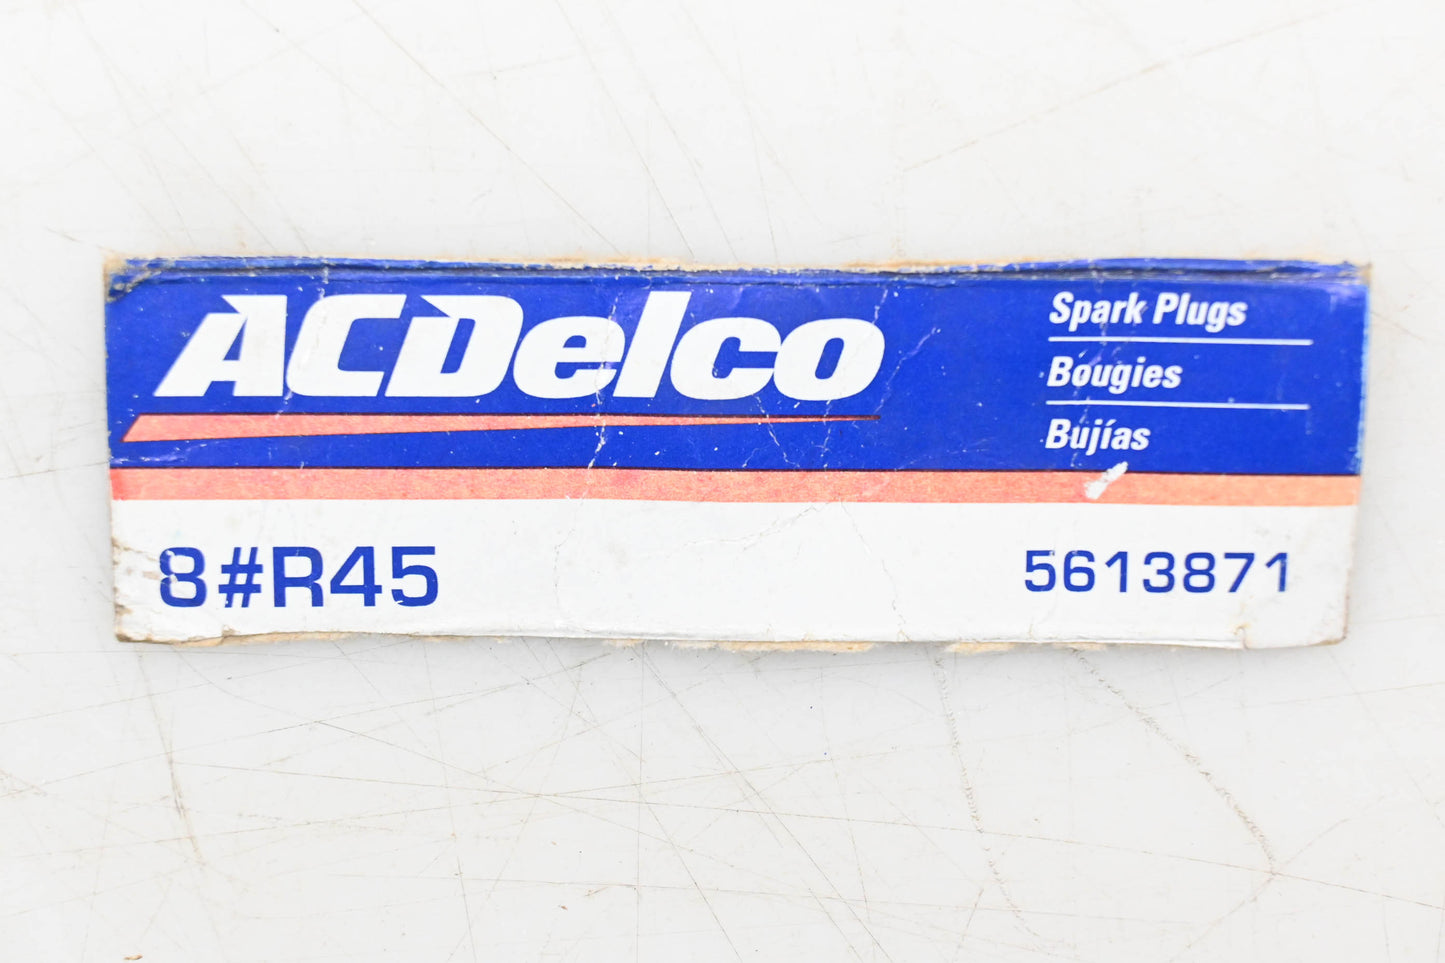 ACDelco
Spark Plugs
Bougies
Bujías
8#R45
5613871